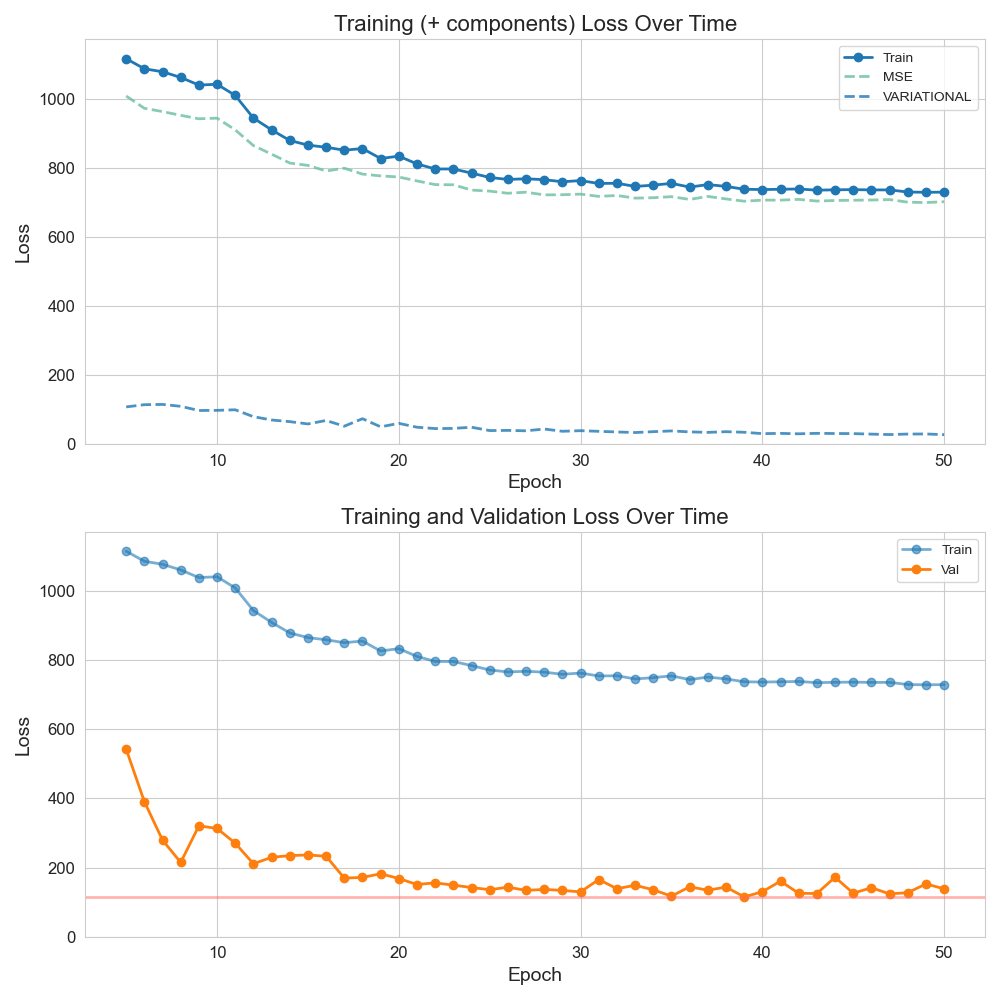 Training (+ components) Loss Over Time
Train
MSE
VARIATIONAL
Loss
1000
800
600
400
200
0
10 20 30 40 50
Epoch
Training and Validation Loss Over Time
Train
Val
Loss
1000
800
600
400
200
0
10 20 30 40 50
Epoch